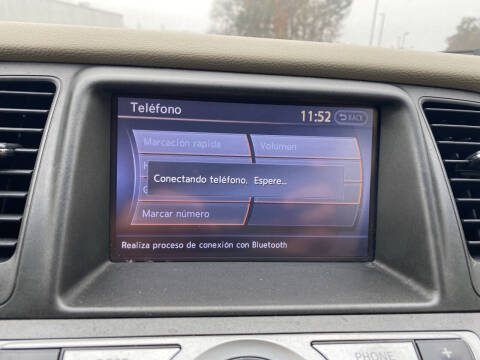 Teléfono
11:52 BACK
Marcación rápida
Volumen
Conectando teléfono. Espere...
Marcar número
Realiza proceso de conexión con Bluetooth
PHONE
+